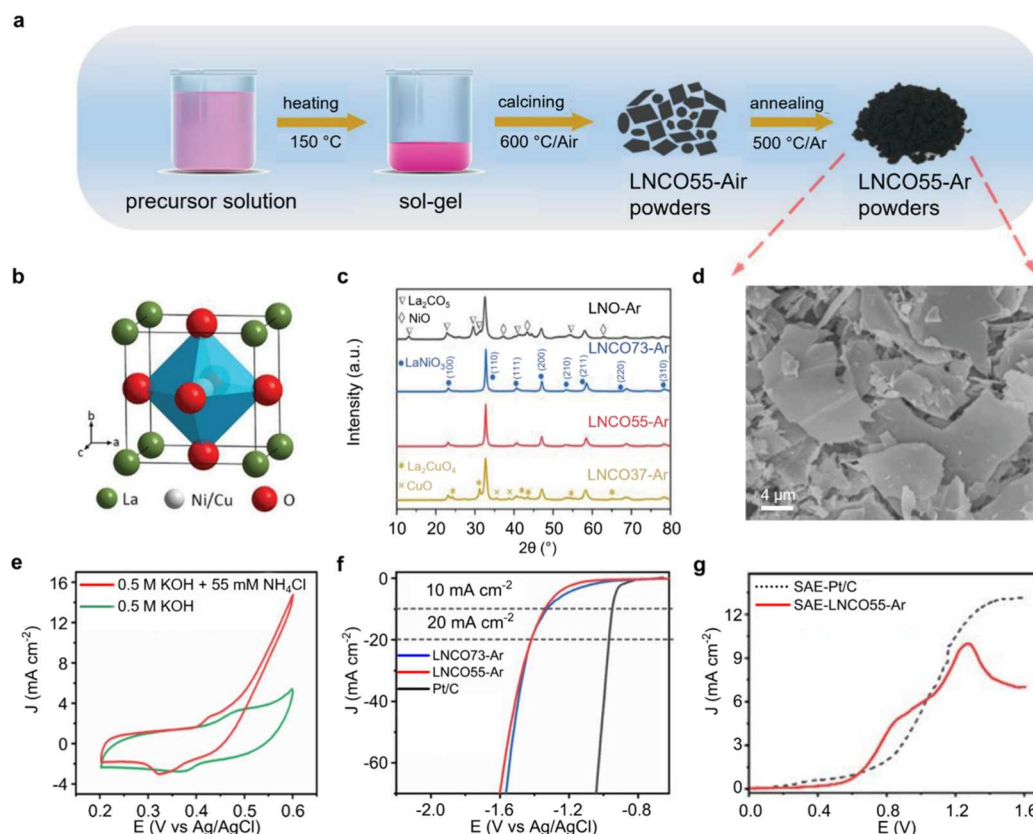 a
heating
150 °C
calcining
600 °C/Air
annealing
500 °C/Ar
precursor solution
sol-gel
LNCO55-Air
powders
LNCO55-Ar
powders
b
b
a
c
La
Ni/Cu
O
c
Intensity (a.u.)
La₂CO₅
NiO
LNO-Ar
LNCO73-Ar
LaNiO₃
(100)
(110)
(111)
(200)
(210)
(211)
(220)
(310)
LNCO55-Ar
La₂CuO₄
CuO
LNCO37-Ar
10 20 30 40 50 60 70 80
2θ (°)
d
4 μm
e
J (mA cm⁻²)
16
12
8
4
0
-4
0.5 M KOH + 55 mM NH₄Cl
0.5 M KOH
0.2 0.3 0.4 0.5 0.6
E (V vs Ag/AgCl)
f
J (mA cm⁻²)
0
-20
-40
-60
10 mA cm⁻²
20 mA cm⁻²
LNCO73-Ar
LNCO55-Ar
Pt/C
-2.0 -1.6 -1.2 -0.8
E (V vs Ag/AgCl)
g
J (mA cm⁻²)
12
9
6
3
0
SAE-Pt/C
SAE-LNCO55-Ar
0.0 0.4 0.8 1.2 1.6
E (V)